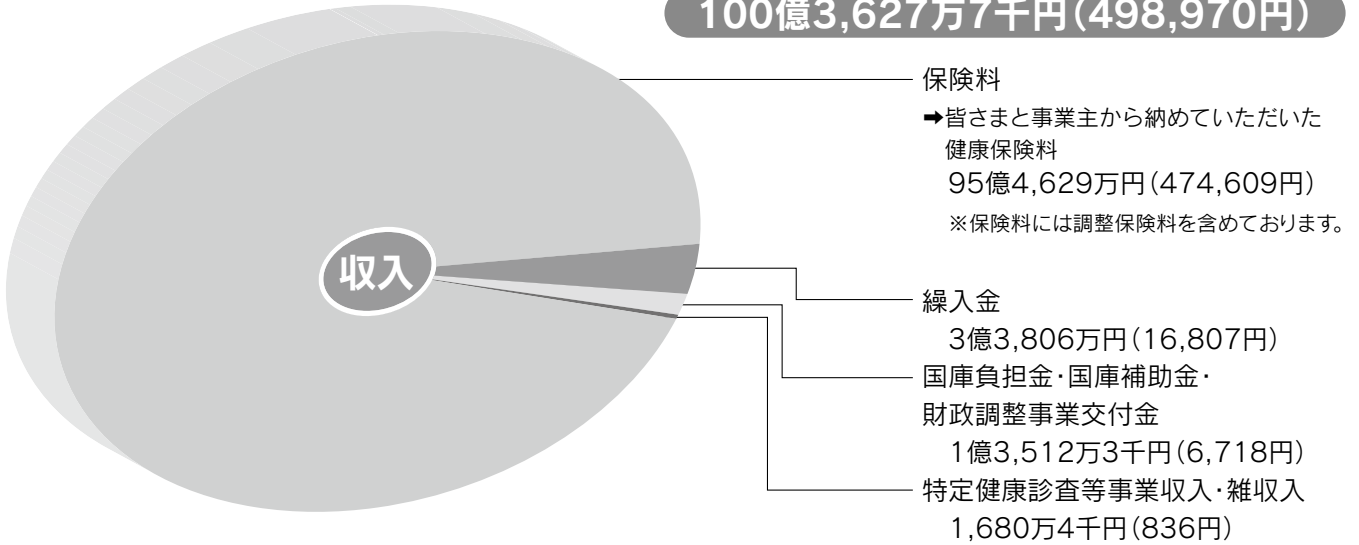 100億3,627万7千円(498,970円)
保険料
➡皆さまと事業主から納めていただいた
健康保険料
95億4,629万円(474,609円)
※保険料には調整保険料を含めております。
収入
繰入金
3億3,806万円(16,807円)
国庫負担金・国庫補助金・
財政調整事業交付金
1億3,512万3千円(6,718円)
特定健康診査等事業収入・雑収入
1,680万4千円(836円)